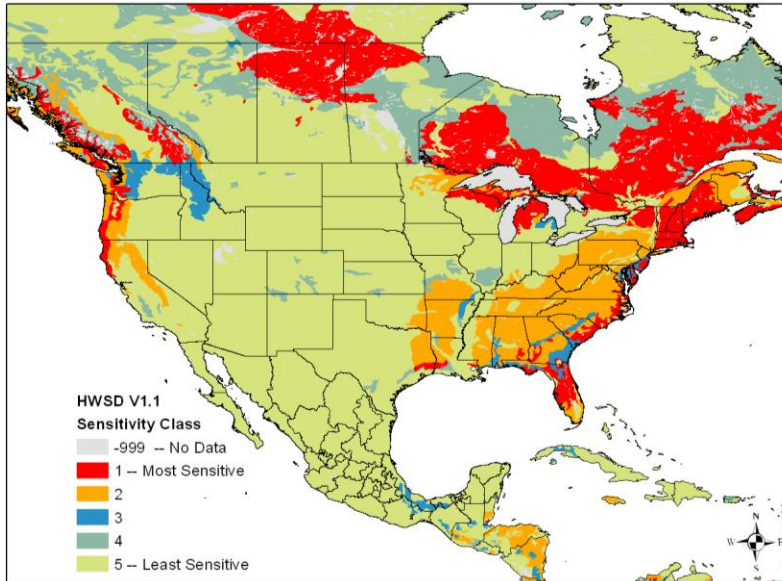 HWSD V1.1
Sensitivity Class
-999 -- No Data
1 -- Most Sensitive
2
3
4
5 -- Least Sensitive
N
W E
S